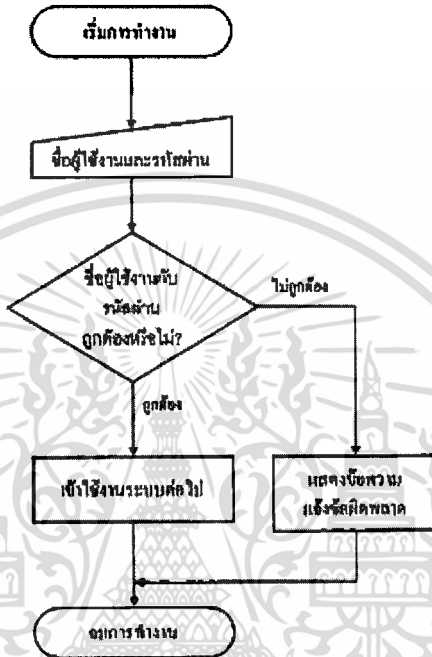 เริ่มการทำงาน
ชื่อผู้ใช้งานและรหัสผ่าน
ชื่อผู้ใช้งานกับ
รหัสผ่าน
ถูกต้องหรือไม่?
ไม่ถูกต้อง
ถูกต้อง
เข้าใช้งานระบบต่อไป
แสดงข้อความ
แจ้งข้อผิดพลาด
จบการทำงาน